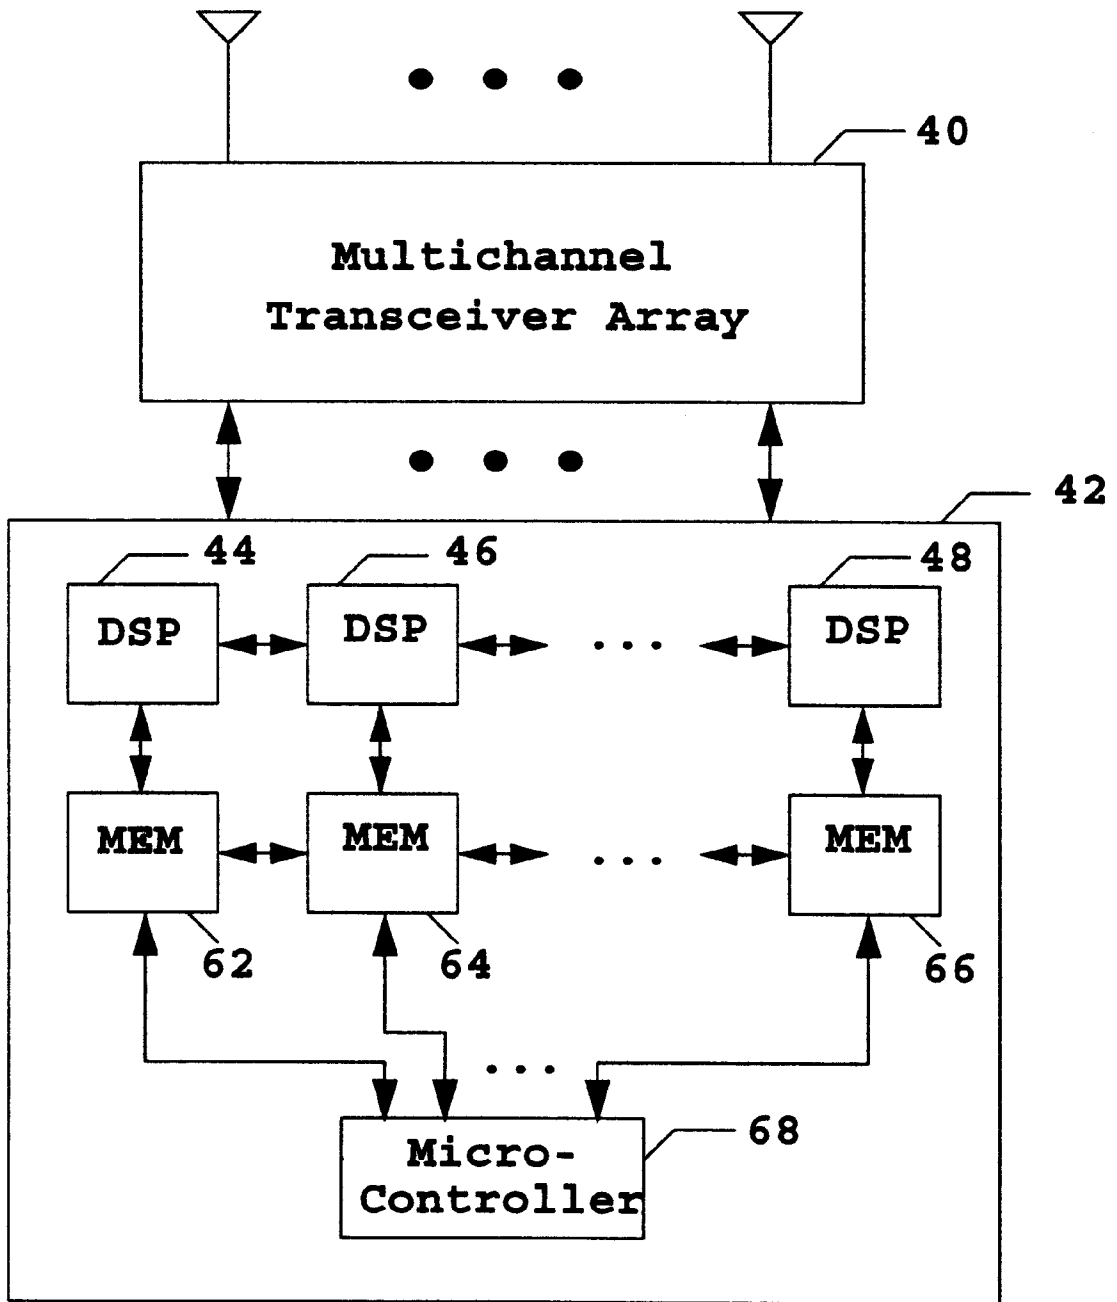 40
Multichannel
Transceiver Array
42
44 46 48
DSP DSP ... DSP
MEM MEM ... MEM
62 64 66
...
68
Micro-
Controller